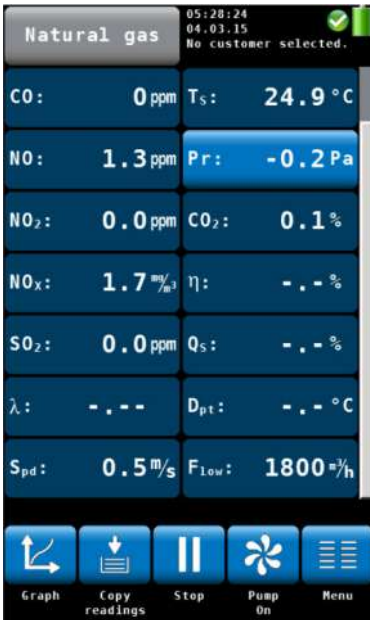 05:28:24
04.03.15
No customer selected.
Natural gas
CO: 0 ppm Ts: 24.9 °C
NO: 1.3 ppm Pr: -0.2 Pa
NO₂: 0.0 ppm CO₂: 0.1 %
NOx: 1.7 mg/m³ η: -.- %
SO₂: 0.0 ppm Qs: -.- %
λ: -.-- Dpt: -.- °C
Spd: 0.5 m/s Flow: 1800 m³/h
Graph Copy readings Stop Pump On Menu